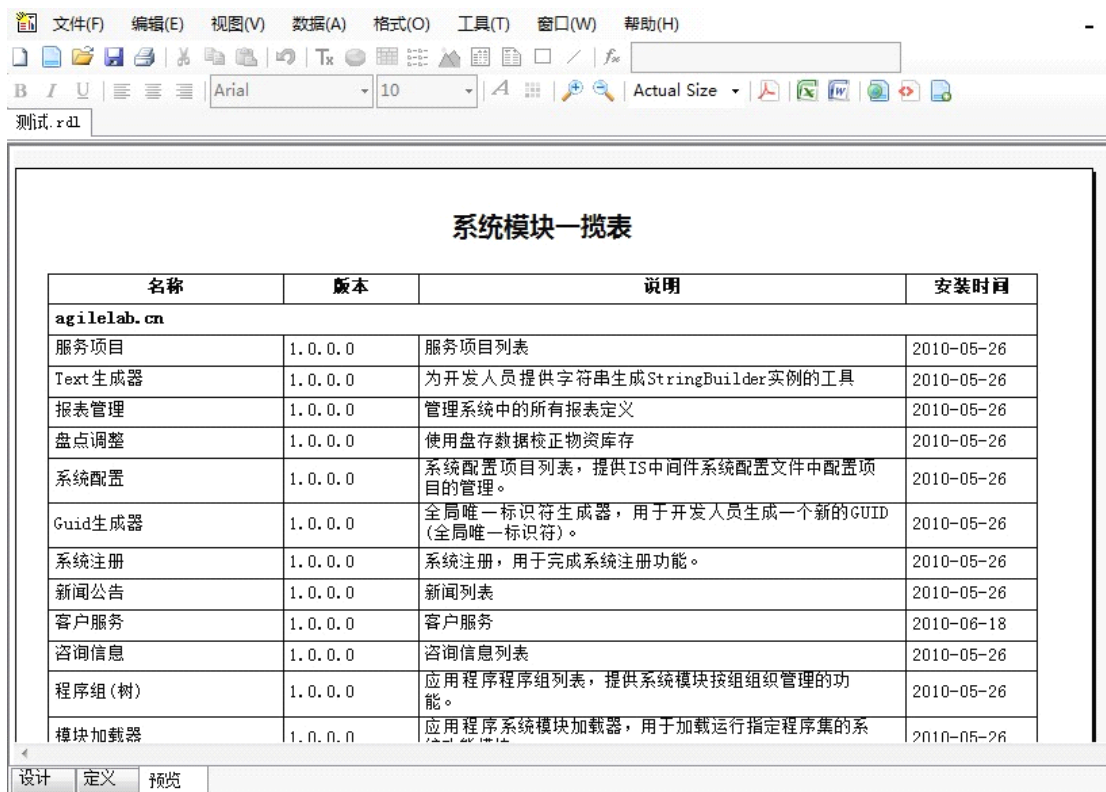 文件(F) 编辑(E) 视图(V) 数据(A) 格式(O) 工具(T) 窗口(W) 帮助(H)
Tx fx
B I U Arial 10 A Actual Size
测试.rdl
系统模块一揽表
名称 版本 说明 安装时间
agilelab.cn
服务项目 1.0.0.0 服务项目列表 2010-05-26
Text生成器 1.0.0.0 为开发人员提供字符串生成StringBuilder实例的工具 2010-05-26
报表管理 1.0.0.0 管理系统中的所有报表定义 2010-05-26
盘点调整 1.0.0.0 使用盘存数据校正物资库存 2010-05-26
系统配置 1.0.0.0 系统配置项目列表，提供IS中间件系统配置文件中配置项 2010-05-26
目的管理。
Guid生成器 1.0.0.0 全局唯一标识符生成器，用于开发人员生成一个新的GUID 2010-05-26
(全局唯一标识符)。
系统注册 1.0.0.0 系统注册，用于完成系统注册功能。 2010-05-26
新闻公告 1.0.0.0 新闻列表 2010-05-26
客户服务 1.0.0.0 客户服务 2010-06-18
咨询信息 1.0.0.0 咨询信息列表 2010-05-26
程序组(树) 1.0.0.0 应用程序程序组列表，提供系统模块按组组织管理的功 2010-05-26
能。
模块加载器 1.0.0.0 应用程序系统模块加载器，用于加载运行指定程序集的系 2010-05-26
设计 定义 预览